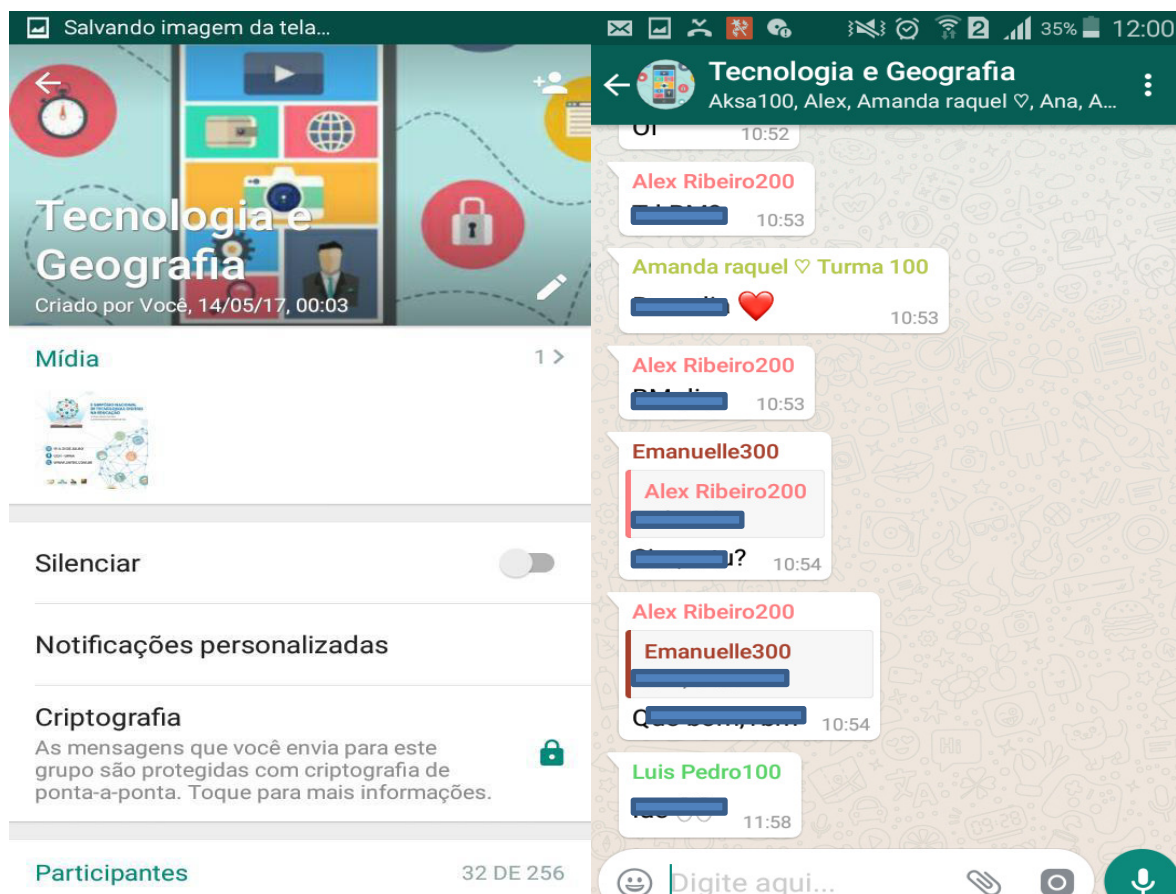 Salvando imagem da tela...
Tecnologia e
Geografia
Criado por Você, 14/05/17, 00:03
Mídia
1 >
Silenciar
Notificações personalizadas
Criptografia
As mensagens que você envia para este
grupo são protegidas com criptografia de
ponta-a-ponta. Toque para mais informações.
Participantes
32 DE 256
2 35% 12:00
Tecnologia e Geografia
Aksa100, Alex, Amanda raquel ♡, Ana, A...
10:52
Alex Ribeiro200
10:53
Amanda raquel ♡ Turma 100
❤️
10:53
Alex Ribeiro200
10:53
Emanuelle300
Alex Ribeiro200
?
10:54
Alex Ribeiro200
Emanuelle300
10:54
Luis Pedro100
11:58
Digite aqui...